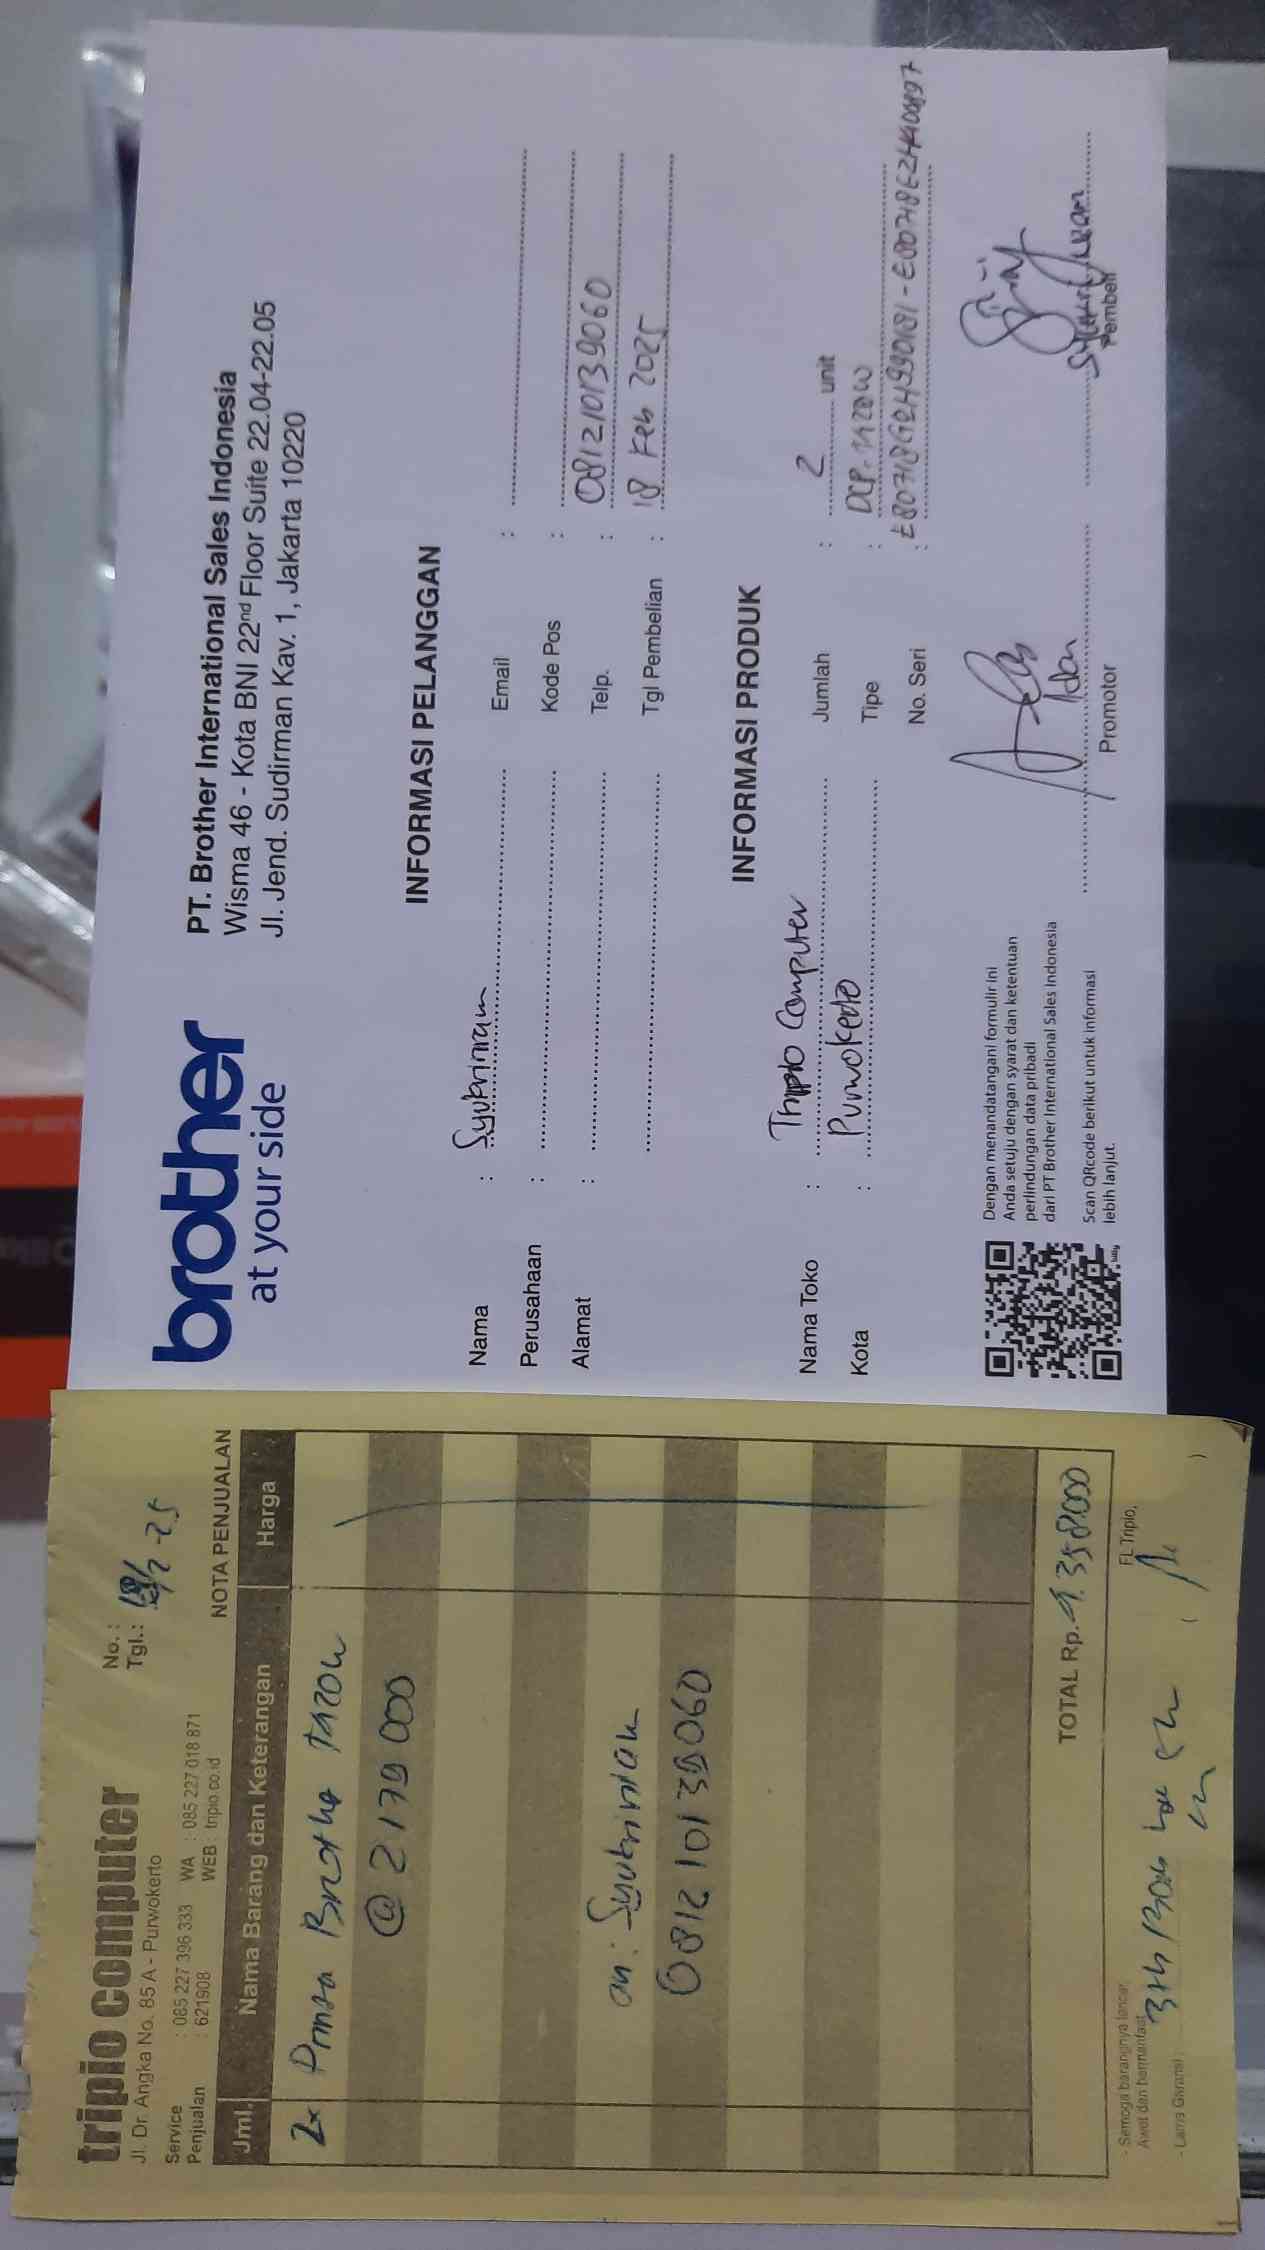 brother
at your side
PT. Brother International Sales Indonesia
Wisma 46 - Kota BNI 22nd Floor Suite 22.04-22.05
Jl. Jend. Sudirman Kav. 1, Jakarta 10220
INFORMASI PELANGGAN
Nama : Syukriniam Email :
Perusahaan : Kode Pos :
Alamat : Telp. : 081210139060
Tgl Pembelian : 18 Feb 2025
INFORMASI PRODUK
Nama Toko : Tripio Computer Jumlah : 2 unit
Kota : Purwokerto Tipe : DCP-T420W
No. Seri :
Dengan menandatangani formulir ini
Anda setuju dengan syarat dan ketentuan
perlindungan data pribadi
dari PT Brother International Sales Indonesia
Scan QRcode berikut untuk informasi
lebih lanjut.
Promotor
Pembeli
tripio computer
Jl. Dr. Angka No. 85 A - Purwokerto
Service : 085 227 396 333 WA : 085 227 018 871
Penjualan : 621908 WEB : tripio.co.id
No. :
Tgl.: 18/2-25
NOTA PENJUALAN
Jml. Nama Barang dan Keterangan Harga
2x Printer Brother T420W
@ 2179 000
an: Syukriniak
0812 1013 9060
TOTAL Rp. 4.358.000
- Semoga barangnya lancar,
Awet dan bermanfaat
- Lama Garansi :
FL Tripio,